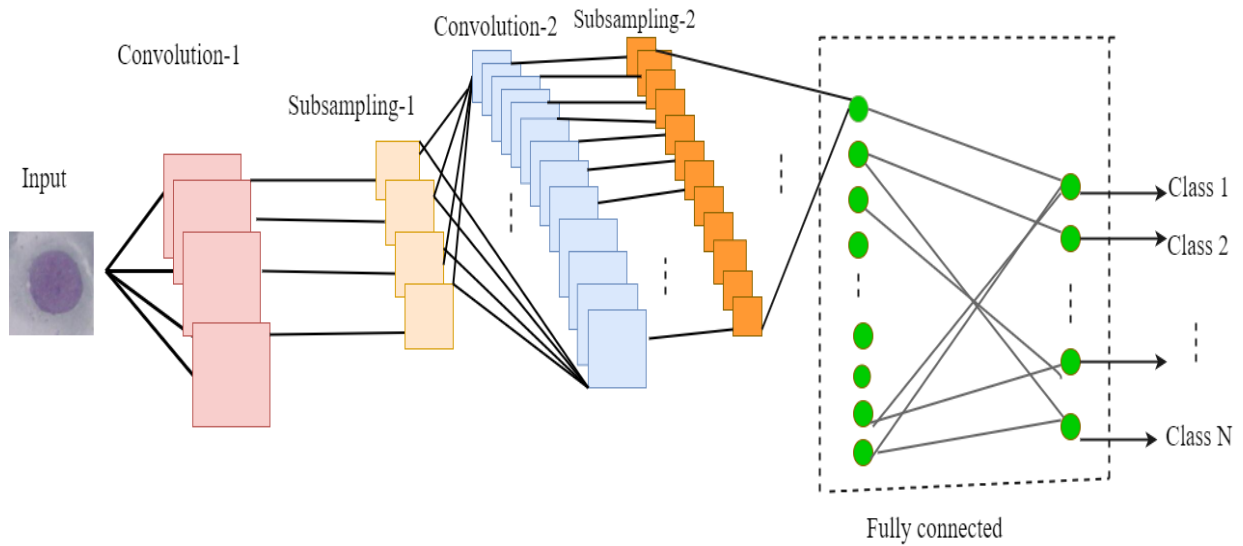 Input
Convolution-1
Subsampling-1
Convolution-2
Subsampling-2
Class 1
Class 2
Class N
Fully connected